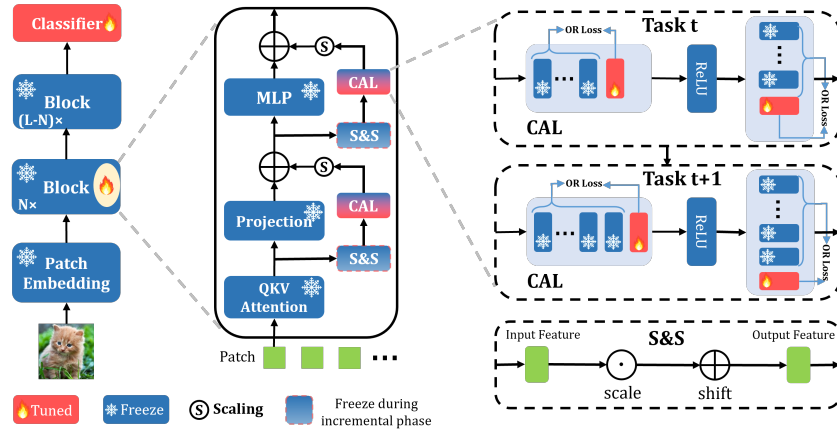 Classifier
Block
(L-N)×
Block
N×
Patch
Embedding
S
CAL
MLP
S&S
S
CAL
Projection
S&S
QKV
Attention
Patch
...
Task t
OR Loss
...
ReLU
...
OR Loss
CAL
Task t+1
OR Loss
...
ReLU
...
OR Loss
CAL
Input Feature
S&S
Output Feature
scale
shift
Tuned
Freeze
S
Scaling
Freeze during
incremental phase